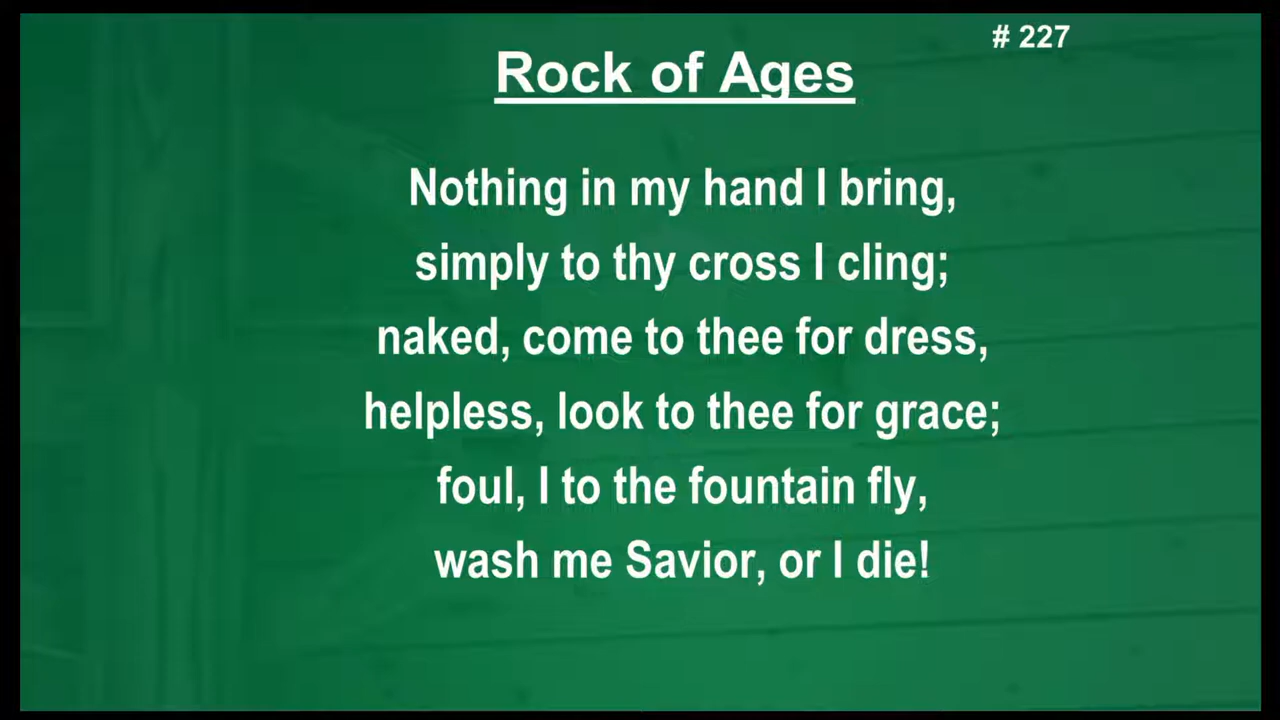 # 227
Rock of Ages
Nothing in my hand I bring,
simply to thy cross I cling;
naked, come to thee for dress,
helpless, look to thee for grace;
foul, I to the fountain fly,
wash me Savior, or I die!